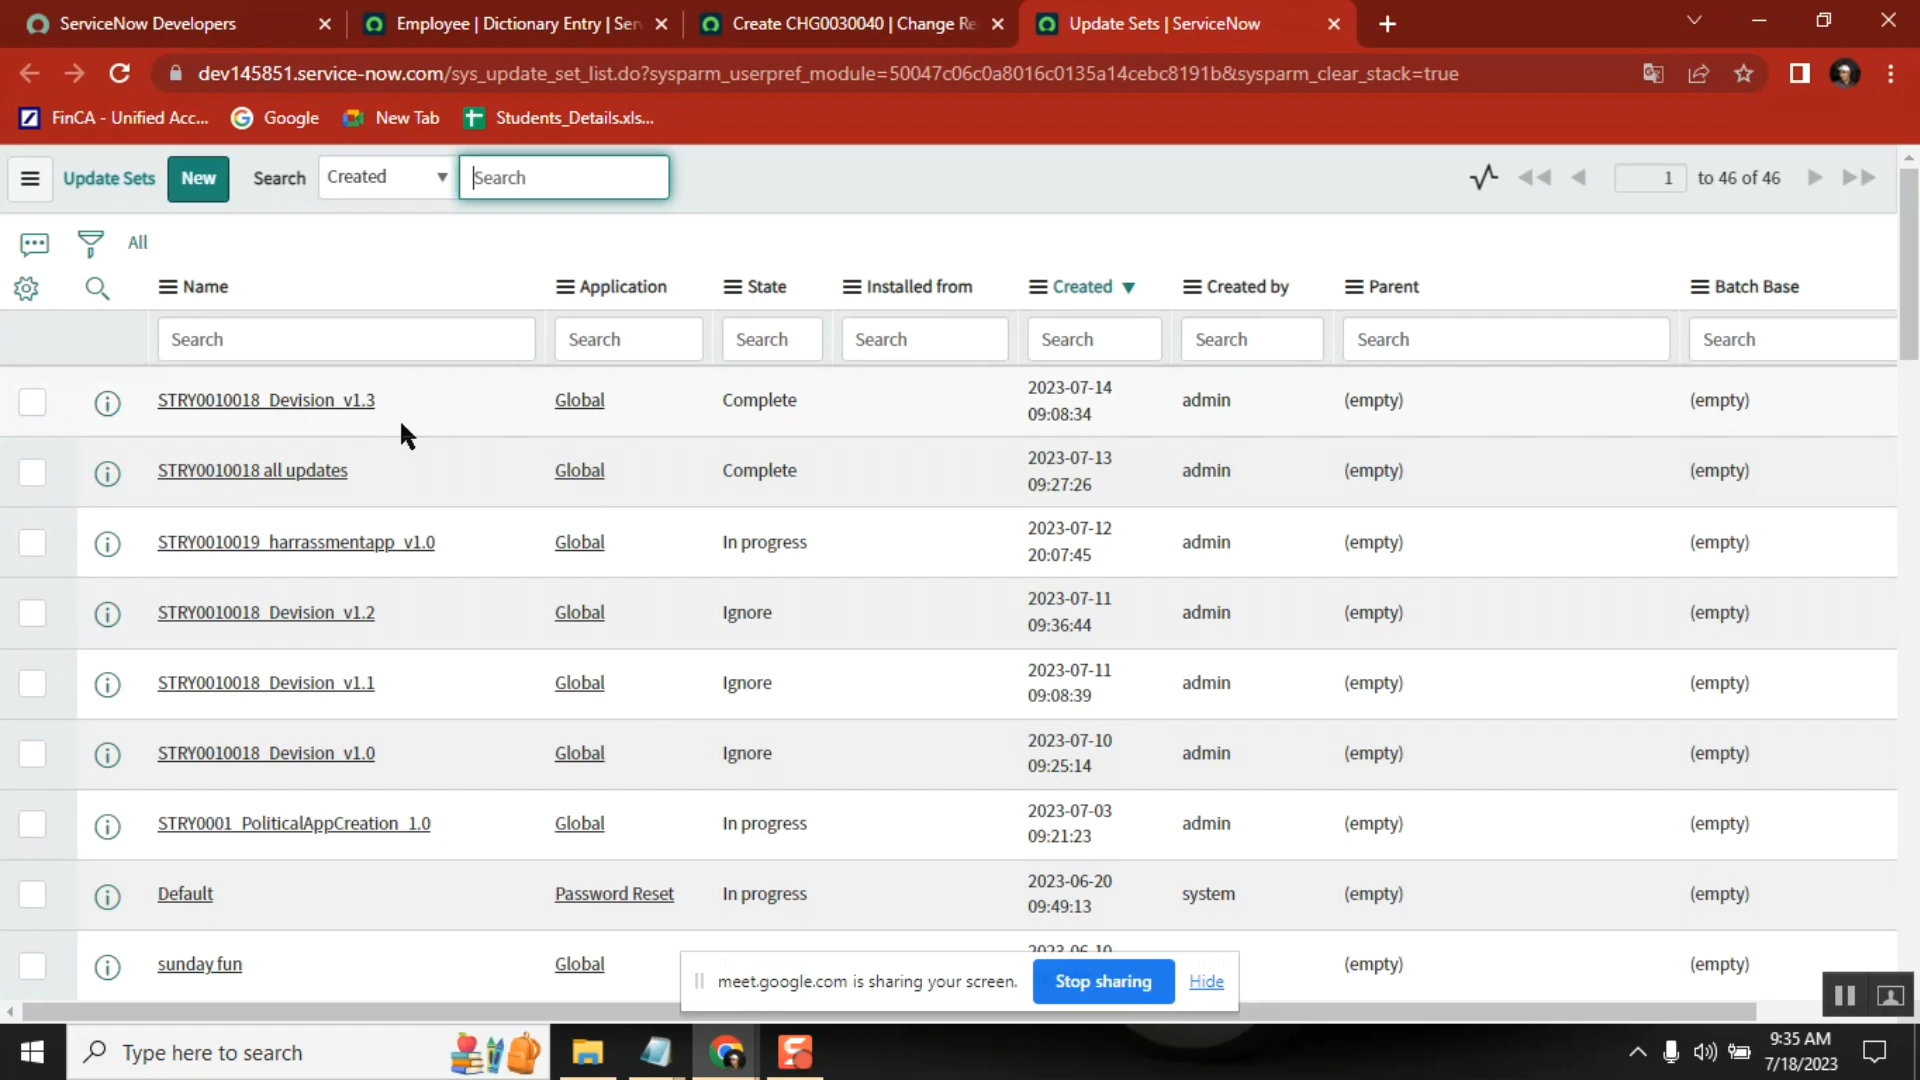 ServiceNow Developers
Employee | Dictionary Entry | Ser
Create CHG0030040 | Change Re
Update Sets | ServiceNow
dev145851.service-now.com/sys_update_set_list.do?sysparm_userpref_module=50047c06c0a8016c0135a14cebc8191b&sysparm_clear_stack=true
FinCA - Unified Acc... Google New Tab Students_Details.xls...
Update Sets New Search Created Search 1 to 46 of 46
All
Name Application State Installed from Created Created by Parent Batch Base
Search Search Search Search Search Search Search Search
STRY0010018_Devision_v1.3 Global Complete 2023-07-14 admin (empty) (empty)
09:08:34
STRY0010018 all updates Global Complete 2023-07-13 admin (empty) (empty)
09:27:26
STRY0010019_harrassmentapp_v1.0 Global In progress 2023-07-12 admin (empty) (empty)
20:07:45
STRY0010018_Devision_v1.2 Global Ignore 2023-07-11 admin (empty) (empty)
09:36:44
STRY0010018_Devision_v1.1 Global Ignore 2023-07-11 admin (empty) (empty)
09:08:39
STRY0010018_Devision_v1.0 Global Ignore 2023-07-10 admin (empty) (empty)
09:25:14
STRY0001_PoliticalAppCreation_1.0 Global In progress 2023-07-03 admin (empty) (empty)
09:21:23
Default Password Reset In progress 2023-06-20 system (empty) (empty)
09:49:13
sunday fun Global (empty) (empty)
meet.google.com is sharing your screen. Stop sharing Hide
Type here to search
9:35 AM
7/18/2023